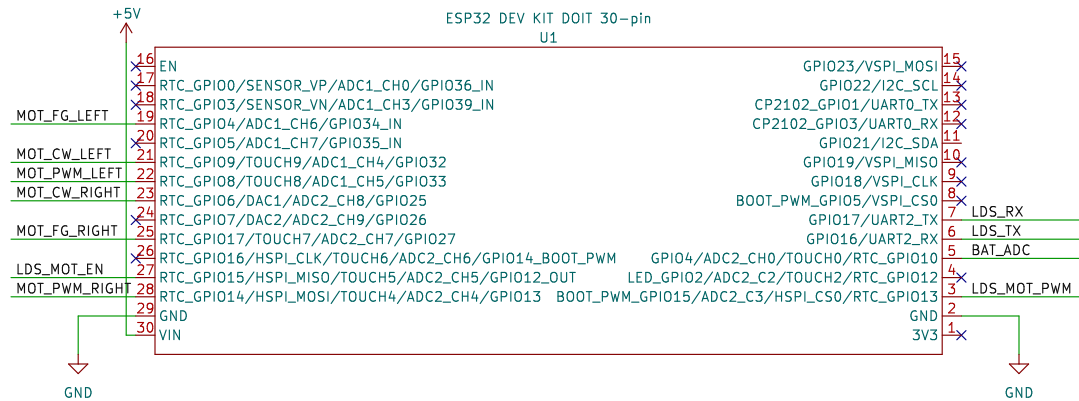 +5V
ESP32 DEV KIT DOIT 30-pin
U1
16 EN
17 RTC_GPIO0/SENSOR_VP/ADC1_CH0/GPIO36_IN
18 RTC_GPIO3/SENSOR_VN/ADC1_CH3/GPIO39_IN
MOT_FG_LEFT 19 RTC_GPIO4/ADC1_CH6/GPIO34_IN
20 RTC_GPIO5/ADC1_CH7/GPIO35_IN
MOT_CW_LEFT 21 RTC_GPIO9/TOUCH9/ADC1_CH4/GPIO32
MOT_PWM_LEFT 22 RTC_GPIO8/TOUCH8/ADC1_CH5/GPIO33
MOT_CW_RIGHT 23 RTC_GPIO6/DAC1/ADC2_CH8/GPIO25
24 RTC_GPIO7/DAC2/ADC2_CH9/GPIO26
MOT_FG_RIGHT 25 RTC_GPIO17/TOUCH7/ADC2_CH7/GPIO27
26 RTC_GPIO16/HSPI_CLK/TOUCH6/ADC2_CH6/GPIO14_BOOT_PWM
LDS_MOT_EN 27 RTC_GPIO15/HSPI_MISO/TOUCH5/ADC2_CH5/GPIO12_OUT
MOT_PWM_RIGHT 28 RTC_GPIO14/HSPI_MOSI/TOUCH4/ADC2_CH4/GPIO13
29 GND
30 VIN
GND
GPIO23/VSPI_MOSI 15
GPIO22/I2C_SCL 14
CP2102_GPIO1/UART0_TX 13
CP2102_GPIO3/UART0_RX 12
GPIO21/I2C_SDA 11
GPIO19/VSPI_MISO 10
GPIO18/VSPI_CLK 9
BOOT_PWM_GPIO5/VSPI_CS0 8
GPIO17/UART2_TX 7 LDS_RX
GPIO16/UART2_RX 6 LDS_TX
GPIO4/ADC2_CH0/TOUCH0/RTC_GPIO10 5 BAT_ADC
LED_GPIO2/ADC2_C2/TOUCH2/RTC_GPIO12 4
BOOT_PWM_GPIO15/ADC2_C3/HSPI_CS0/RTC_GPIO13 3 LDS_MOT_PWM
GND 2
3V3 1
GND